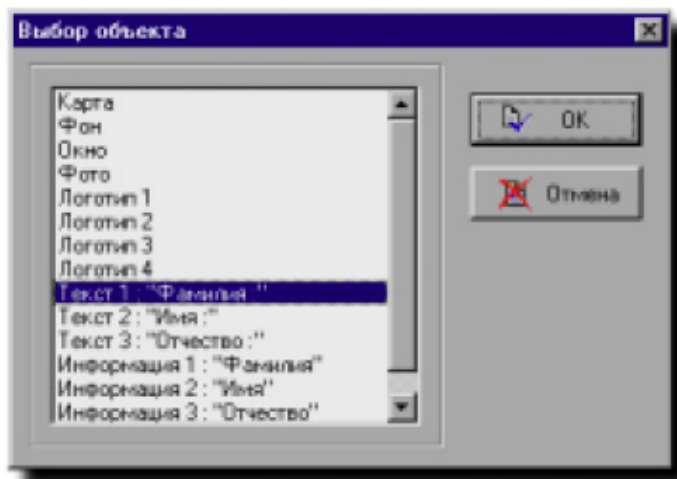 Выбор объекта
Карта
Фон
Окно
Фото
Логотип 1
Логотип 2
Логотип 3
Логотип 4
Текст 1 : "Фамилия :"
Текст 2 : "Имя :"
Текст 3 : "Отчество :"
Информация 1 : "Фамилия"
Информация 2 : "Имя"
Информация 3 : "Отчество"
OK
Отмена